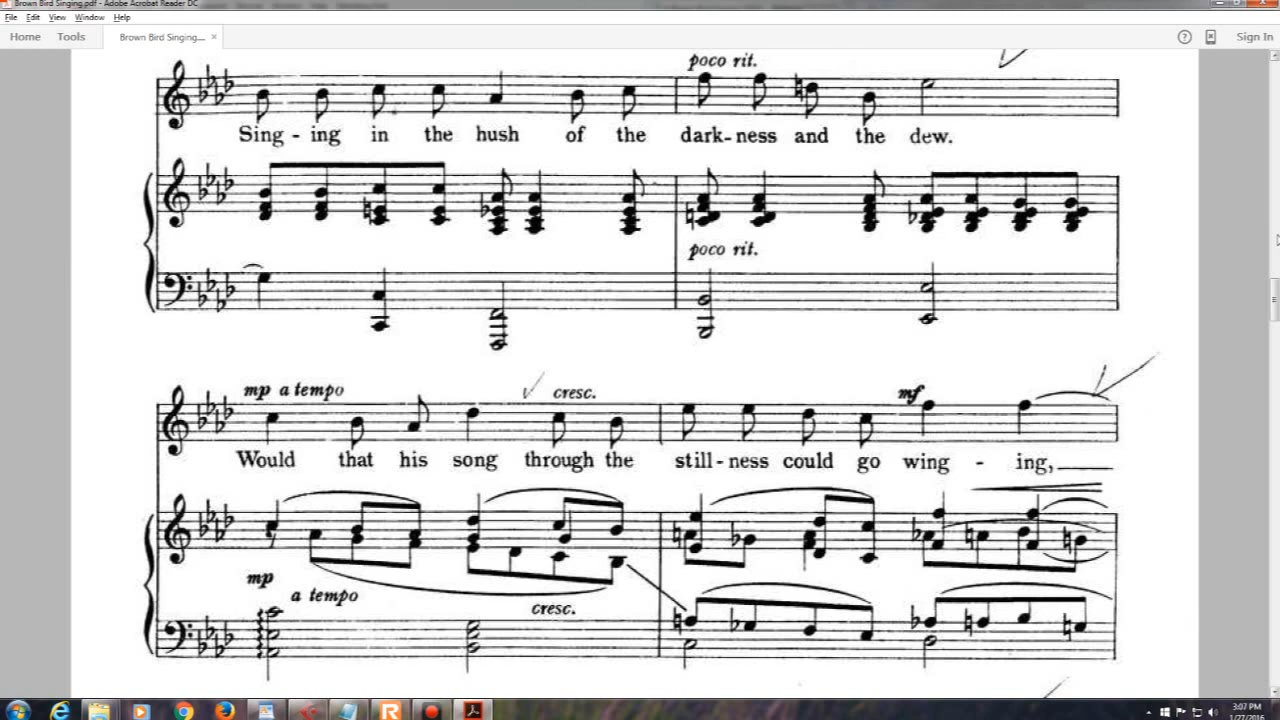 Brown Bird Singing.pdf - Adobe Acrobat Reader DC
File Edit View Window Help
Home Tools Brown Bird Singing.... × Sign In
poco rit.
Sing - ing in the hush of the dark - ness and the dew.
poco rit.
mp a tempo cresc. mf
Would that his song through the still - ness could go wing - ing,
mp a tempo cresc.
3:07 PM
1/27/2016